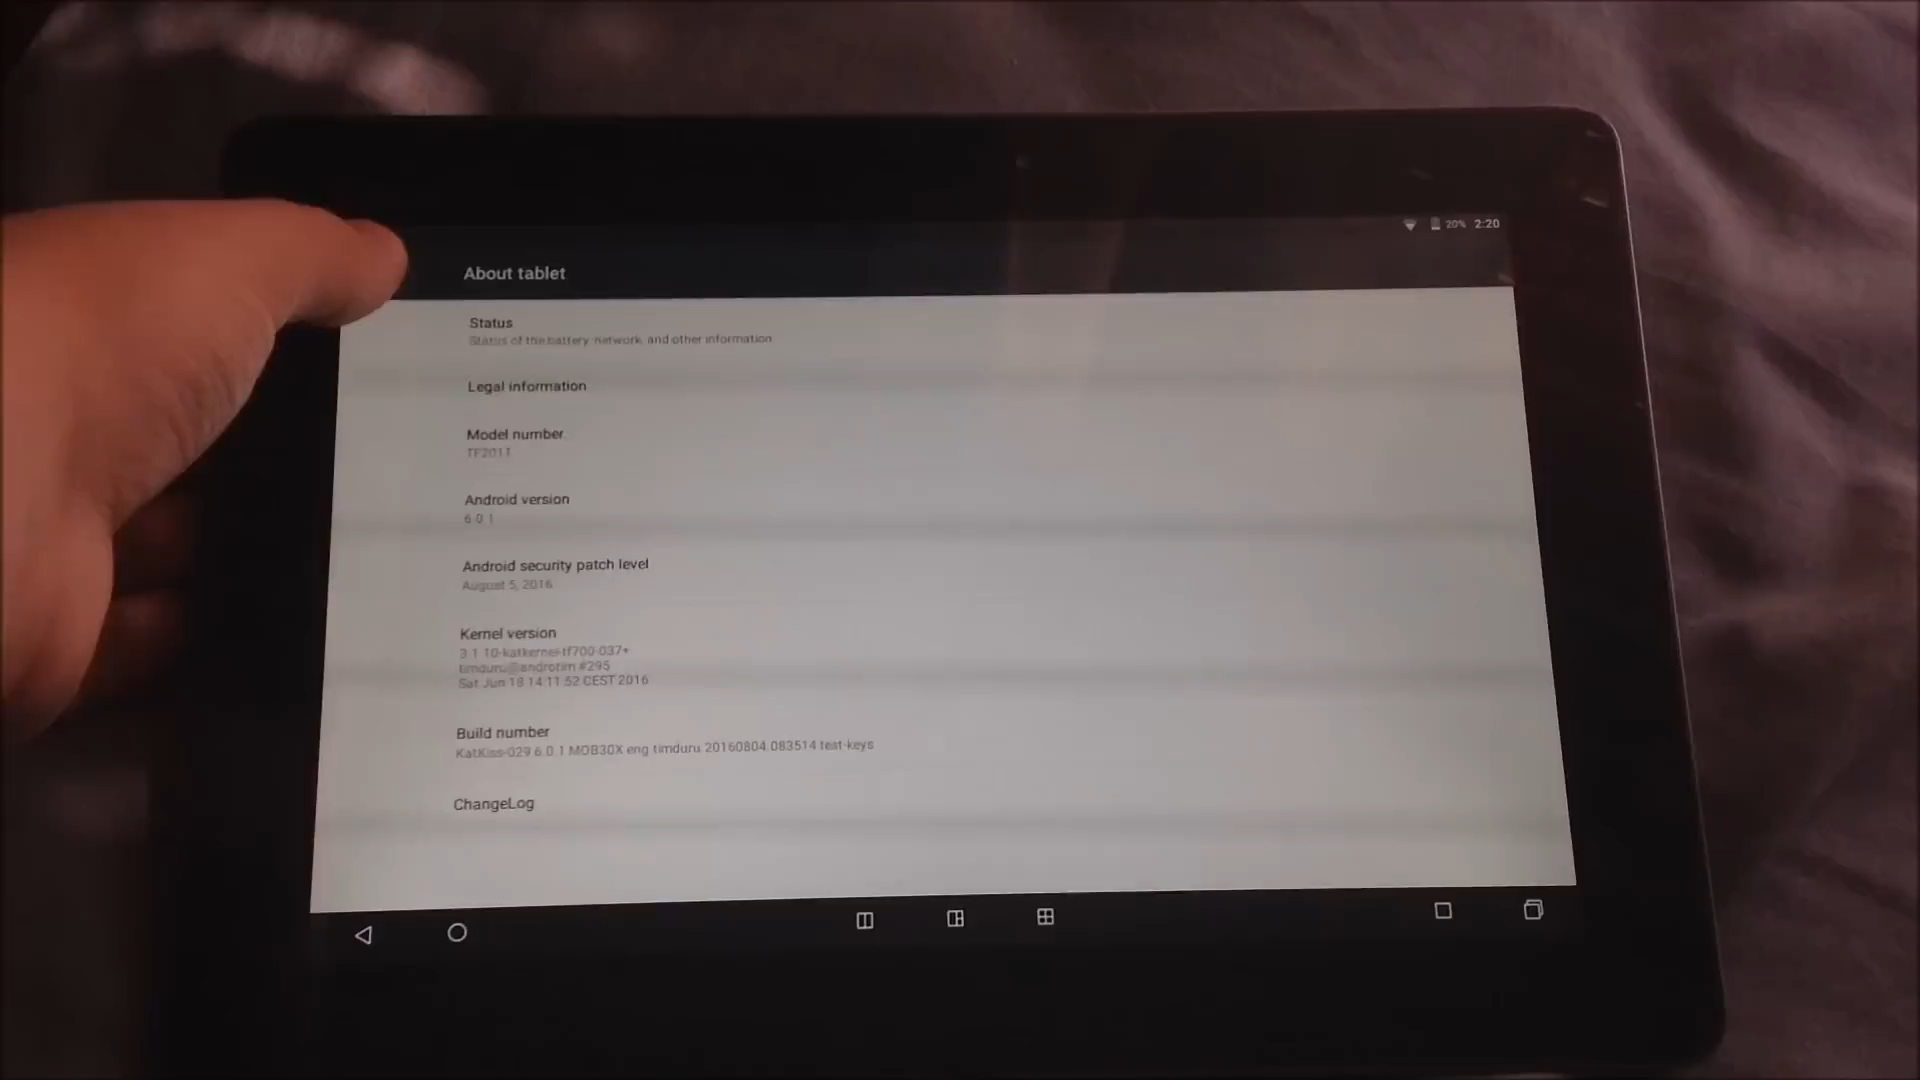 20% 2:20
About tablet
Status
Status of the battery, network, and other information
Legal information
Model number
TF201T
Android version
6.0.1
Android security patch level
August 5, 2016
Kernel version
3.1.10-katkernel-tf700-037+
timduru@androtim #295
Sat Jun 18 14:11:52 CEST 2016
Build number
KatKiss-029 6.0.1 MOB30X eng.timduru.20160804.083514 test-keys
ChangeLog